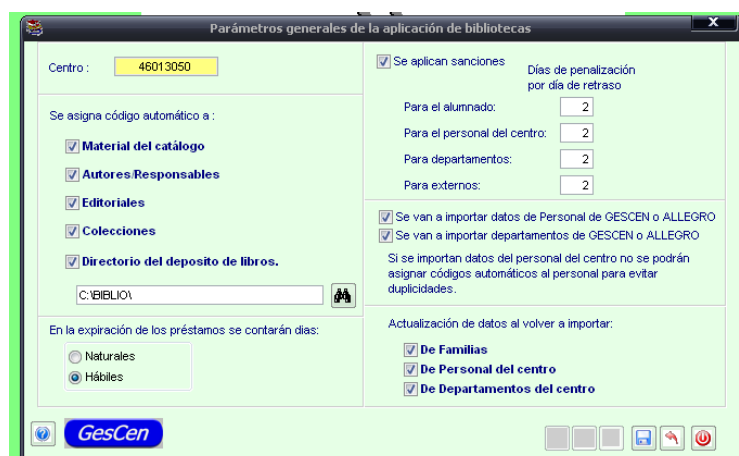 Parámetros generales de la aplicación de bibliotecas
X
Centro :
46013050
Se asigna código automático a :
Material del catálogo
Autores/Responsables
Editoriales
Colecciones
Directorio del deposito de libros.
C:\BIBLIO\
En la expiración de los préstamos se contarán dias:
Naturales
Hábiles
Se aplican sanciones
Días de penalización
por día de retraso
Para el alumnado:
2
Para el personal del centro:
2
Para departamentos:
2
Para externos:
2
Se van a importar datos de Personal de GESCEN o ALLEGRO
Se van a importar departamentos de GESCEN o ALLEGRO
Si se importan datos del personal del centro no se podrán
asignar códigos automáticos al personal para evitar
duplicidades.
Actualización de datos al volver a importar:
De Familias
De Personal del centro
De Departamentos del centro
?
GesCen